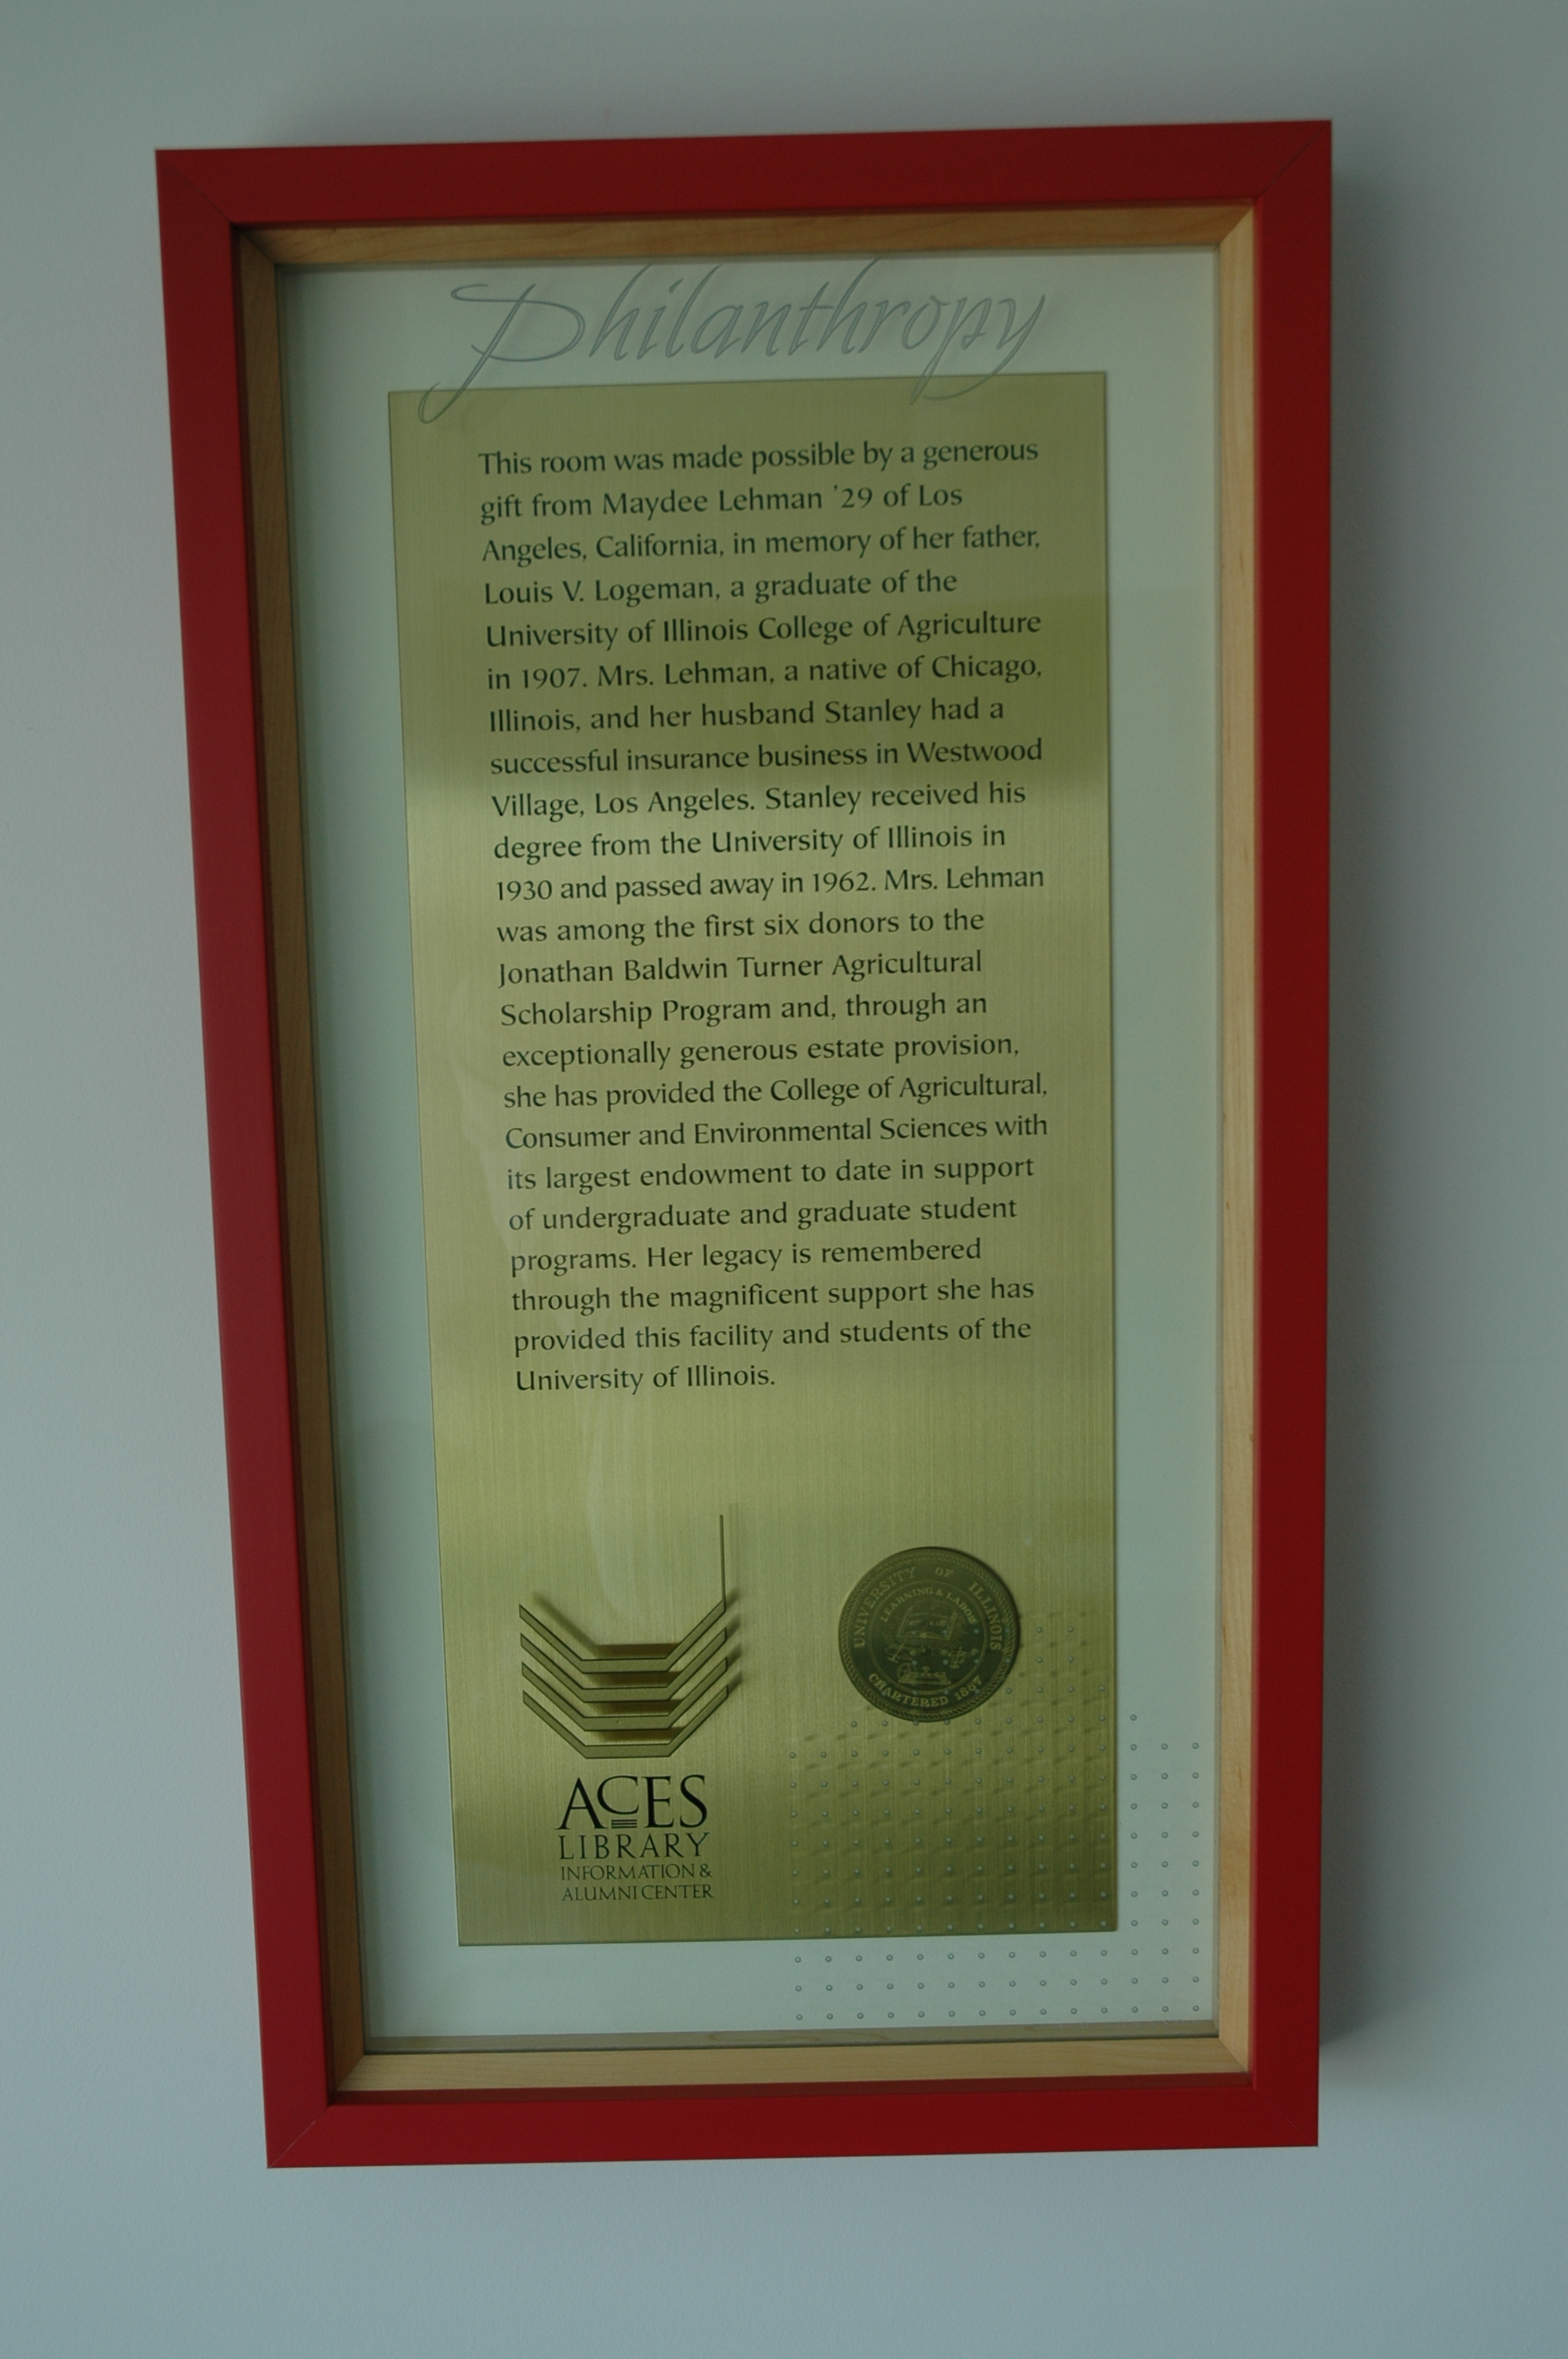 Philanthropy
This room was made possible by a generous
gift from Maydee Lehman '29 of Los
Angeles, California, in memory of her father,
Louis V. Logeman, a graduate of the
University of Illinois College of Agriculture
in 1907. Mrs. Lehman, a native of Chicago,
Illinois, and her husband Stanley had a
successful insurance business in Westwood
Village, Los Angeles. Stanley received his
degree from the University of Illinois in
1930 and passed away in 1962. Mrs. Lehman
was among the first six donors to the
Jonathan Baldwin Turner Agricultural
Scholarship Program and, through an
exceptionally generous estate provision,
she has provided the College of Agricultural,
Consumer and Environmental Sciences with
its largest endowment to date in support
of undergraduate and graduate student
programs. Her legacy is remembered
through the magnificent support she has
provided this facility and students of the
University of Illinois.
ACES
LIBRARY
INFORMATION &
ALUMNI CENTER
UNIVERSITY OF ILLINOIS
LEARNING & LABOR
CHARTERED 1867